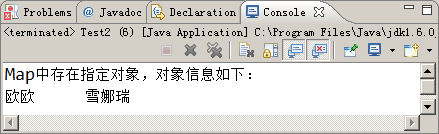 Problems @ Javadoc Declaration Console
<terminated> Test2 (6) [Java Application] C:\Program Files\Java\jdk1.6.0
Map中存在指定对象，对象信息如下：
欧欧 雪娜瑞